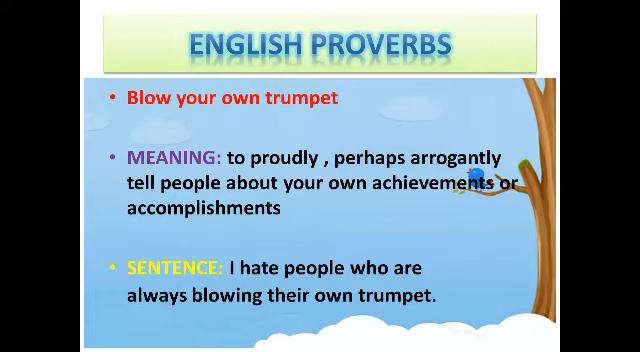 ENGLISH PROVERBS
• Blow your own trumpet
• MEANING: to proudly , perhaps arrogantly
tell people about your own achievements or
accomplishments
• SENTENCE: I hate people who are
always blowing their own trumpet.